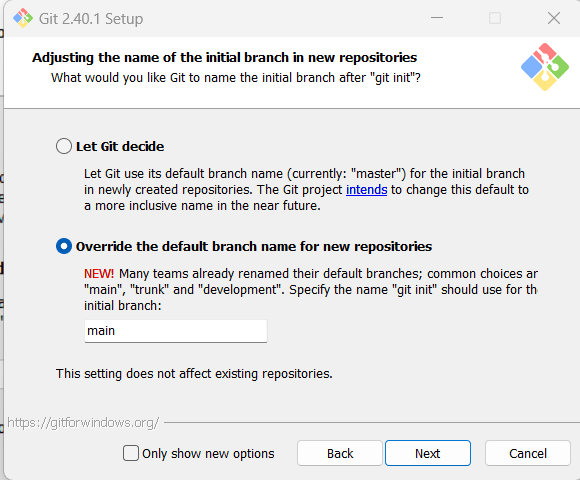 Git 2.40.1 Setup
Adjusting the name of the initial branch in new repositories
What would you like Git to name the initial branch after "git init"?
Let Git decide
Let Git use its default branch name (currently: "master") for the initial branch
in newly created repositories. The Git project intends to change this default to
a more inclusive name in the near future.
Override the default branch name for new repositories
NEW! Many teams already renamed their default branches; common choices ar
"main", "trunk" and "development". Specify the name "git init" should use for the
initial branch:
main
This setting does not affect existing repositories.
https://gitforwindows.org/
Only show new options
Back
Next
Cancel